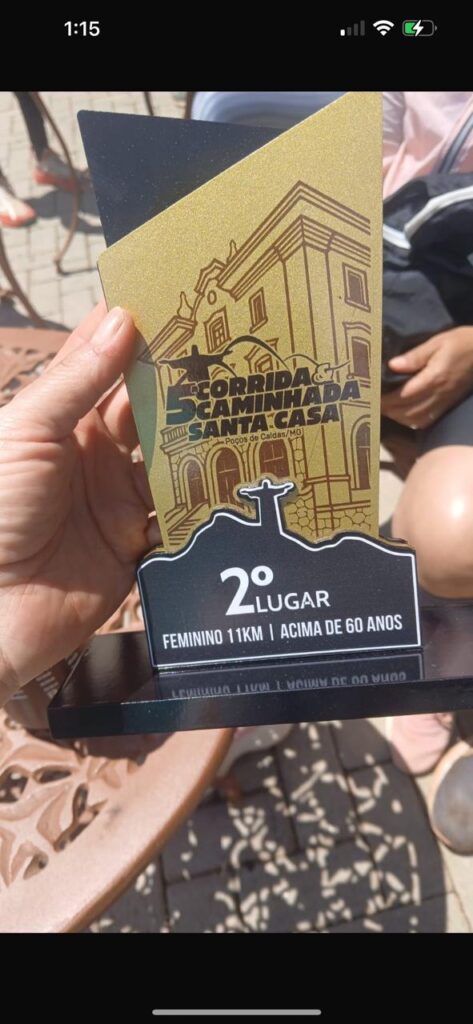 1:15
5ª CORRIDA &
CAMINHADA
SANTA CASA
Poços de Caldas/MG
2º LUGAR
FEMININO 11KM | ACIMA DE 60 ANOS